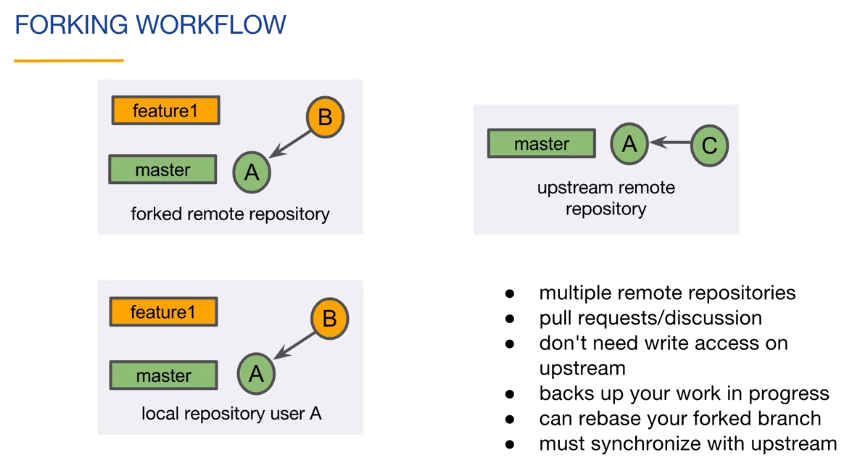 FORKING WORKFLOW
feature1
B
master
A
forked remote repository
master
A
C
upstream remote
repository
feature1
B
master
A
local repository user A
● multiple remote repositories
● pull requests/discussion
● don't need write access on
upstream
● backs up your work in progress
● can rebase your forked branch
● must synchronize with upstream